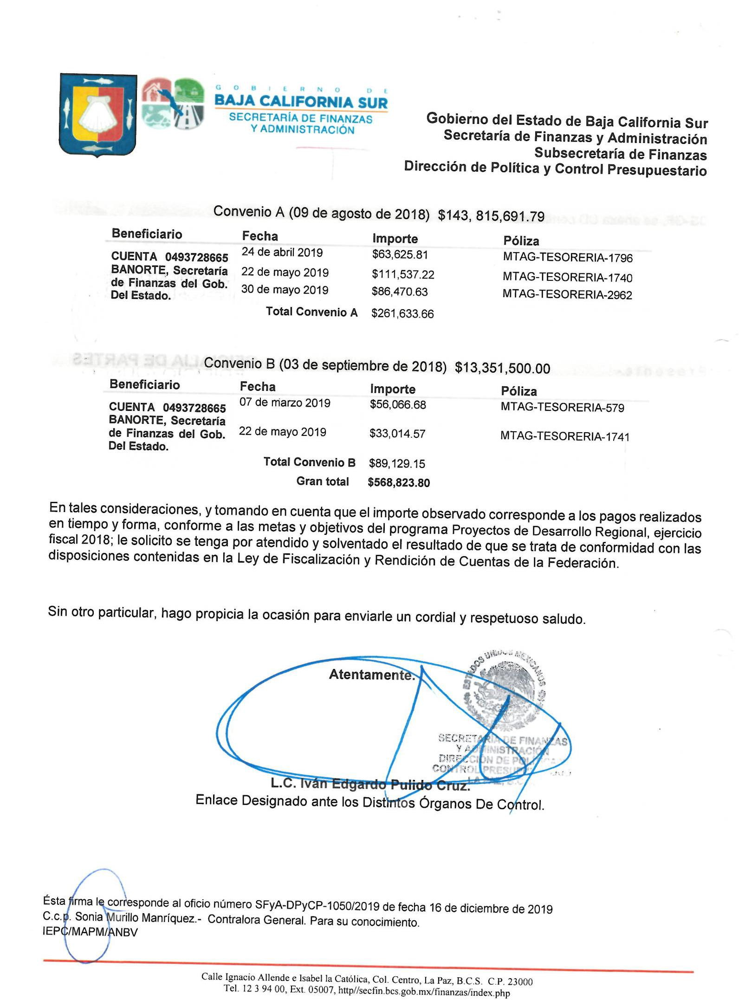 GOBIERNO DE
BAJA CALIFORNIA SUR
SECRETARÍA DE FINANZAS
Y ADMINISTRACIÓN
Gobierno del Estado de Baja California Sur
Secretaría de Finanzas y Administración
Subsecretaría de Finanzas
Dirección de Política y Control Presupuestario
Convenio A (09 de agosto de 2018) $143, 815,691.79
Beneficiario Fecha Importe Póliza
CUENTA 0493728665 24 de abril 2019 $63,625.81 MTAG-TESORERIA-1796
BANORTE, Secretaría 22 de mayo 2019 $111,537.22 MTAG-TESORERIA-1740
de Finanzas del Gob. 30 de mayo 2019 $86,470.63 MTAG-TESORERIA-2962
Del Estado.
Total Convenio A $261,633.66
OFICIALIA DE PARTES
Convenio B (03 de septiembre de 2018) $13,351,500.00
Beneficiario Fecha Importe Póliza
CUENTA 0493728665 07 de marzo 2019 $56,066.68 MTAG-TESORERIA-579
BANORTE, Secretaría
de Finanzas del Gob. 22 de mayo 2019 $33,014.57 MTAG-TESORERIA-1741
Del Estado.
Total Convenio B $89,129.15
Gran total $568,823.80
En tales consideraciones, y tomando en cuenta que el importe observado corresponde a los pagos realizados
en tiempo y forma, conforme a las metas y objetivos del programa Proyectos de Desarrollo Regional, ejercicio
fiscal 2018; le solicito se tenga por atendido y solventado el resultado de que se trata de conformidad con las
disposiciones contenidas en la Ley de Fiscalización y Rendición de Cuentas de la Federación.
Sin otro particular, hago propicia la ocasión para enviarle un cordial y respetuoso saludo.
Atentamente.
ESTADOS UNIDOS MEXICANOS
SECRETARÍA DE FINANZAS
Y ADMINISTRACIÓN
DIRECCIÓN DE POLÍTICA
CONTROL
LA PAZ,
L.C. Iván Edgardo Pulido Cruz.
Enlace Designado ante los Distintos Órganos De Control.
Ésta firma le corresponde al oficio número SFyA-DPyCP-1050/2019 de fecha 16 de diciembre de 2019
C.c.p. Sonia Murillo Manríquez.- Contralora General. Para su conocimiento.
IEPC/MAPM/ANBV
Calle Ignacio Allende e Isabel la Católica, Col. Centro, La Paz, B.C.S. C.P. 23000
Tel. 12 3 94 00, Ext. 05007, http//secfin.bcs.gob.mx/finanzas/index.php